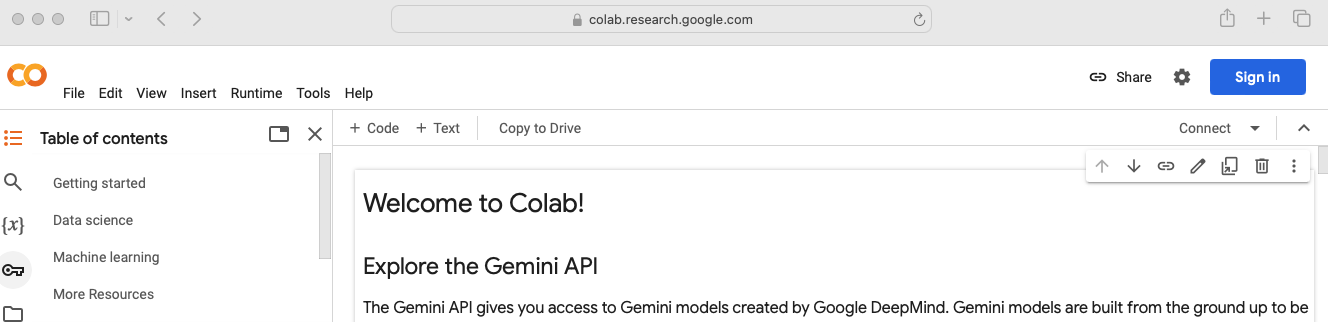 colab.research.google.com
Share
Sign in
File Edit View Insert Runtime Tools Help
Table of contents
+ Code + Text Copy to Drive
Connect
Getting started
{x} Data science
Machine learning
More Resources
Welcome to Colab!
Explore the Gemini API
The Gemini API gives you access to Gemini models created by Google DeepMind. Gemini models are built from the ground up to be